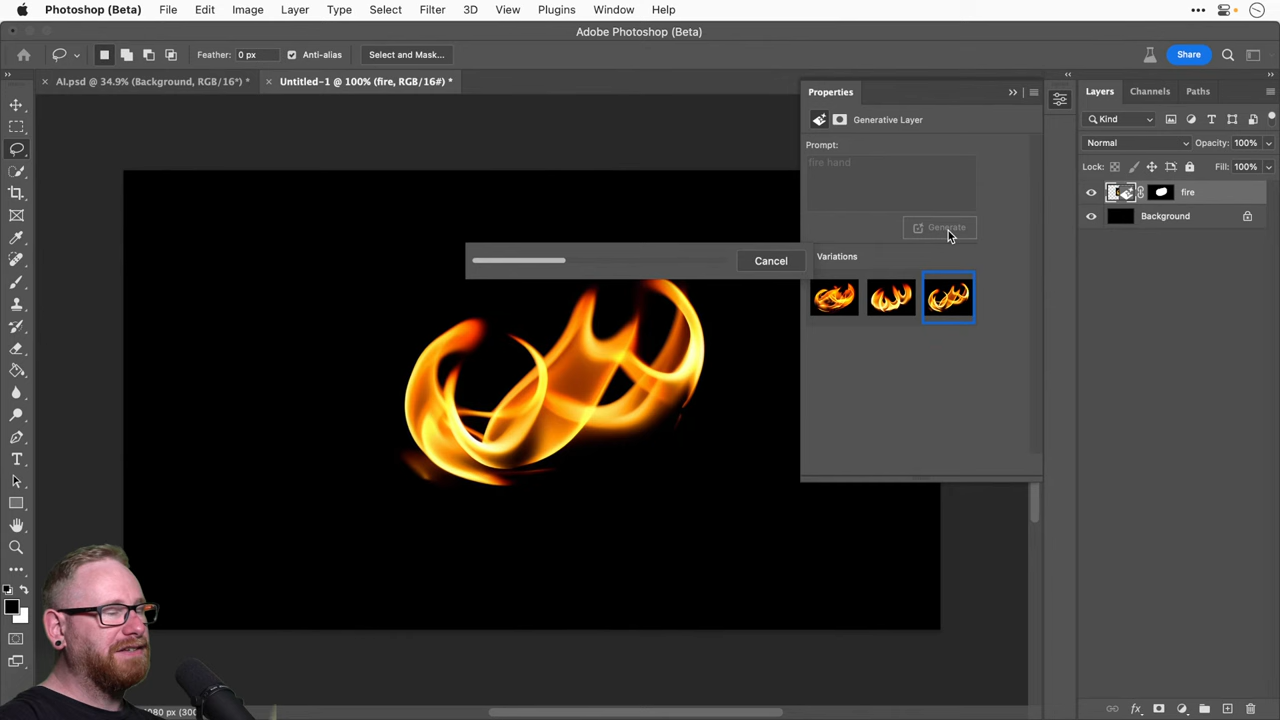 Photoshop (Beta) File Edit Image Layer Type Select Filter 3D View Plugins Window Help
Adobe Photoshop (Beta)
Feather: 0 px Anti-alias Select and Mask... Share
AI.psd @ 34.9% (Background, RGB/16*) * Untitled-1 @ 100% (fire, RGB/16#) *
Properties
Generative Layer
Prompt:
fire hand
Generate
Cancel
Variations
Layers Channels Paths
Kind
Normal Opacity: 100%
Lock: Fill: 100%
fire
Background